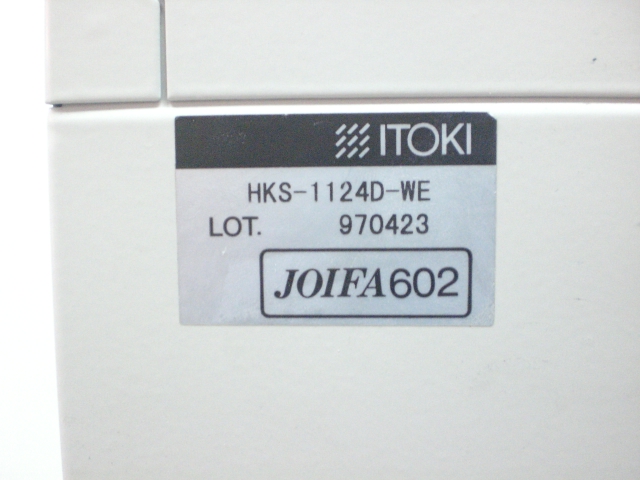 ITOKI
HKS-1124D-WE
LOT. 970423
JOIFA602